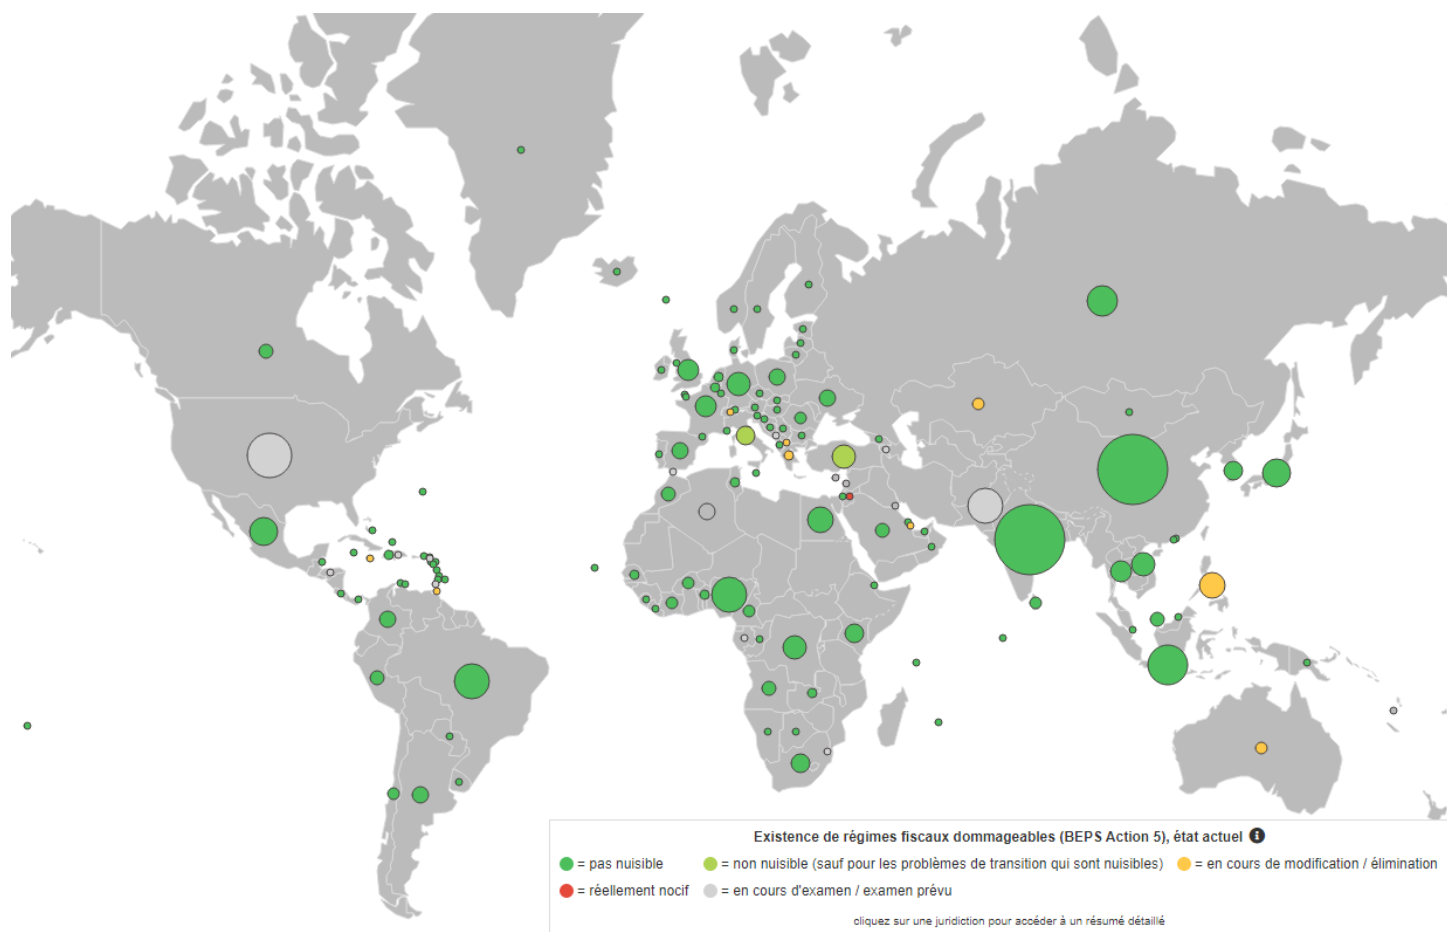 Existence de régimes fiscaux dommageables (BEPS Action 5), état actuel
= pas nuisible
= non nuisible (sauf pour les problèmes de transition qui sont nuisibles)
= en cours de modification / élimination
= réellement nocif
= en cours d'examen / examen prévu
cliquez sur une juridiction pour accéder à un résumé détaillé